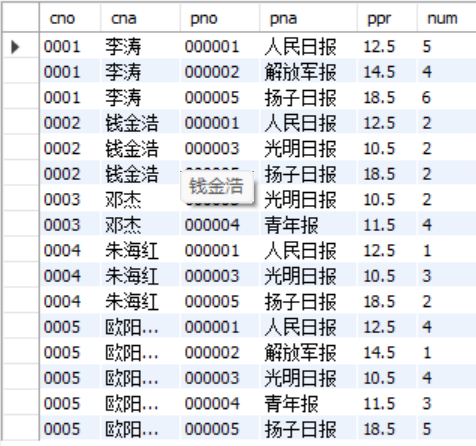 cno cna pno pna ppr num
0001 李涛 000001 人民日报 12.5 5
0001 李涛 000002 解放军报 14.5 4
0001 李涛 000005 扬子日报 18.5 6
0002 钱金浩 000001 人民日报 12.5 2
0002 钱金浩 000003 光明日报 10.5 2
0002 钱金浩 扬子日报 18.5 2
钱金浩
0003 邓杰 光明日报 10.5 2
0003 邓杰 000004 青年报 11.5 4
0004 朱海红 000001 人民日报 12.5 1
0004 朱海红 000003 光明日报 10.5 3
0004 朱海红 000005 扬子日报 18.5 2
0005 欧阳... 000001 人民日报 12.5 4
0005 欧阳... 000002 解放军报 14.5 1
0005 欧阳... 000003 光明日报 10.5 4
0005 欧阳... 000004 青年报 11.5 3
0005 欧阳... 000005 扬子日报 18.5 5